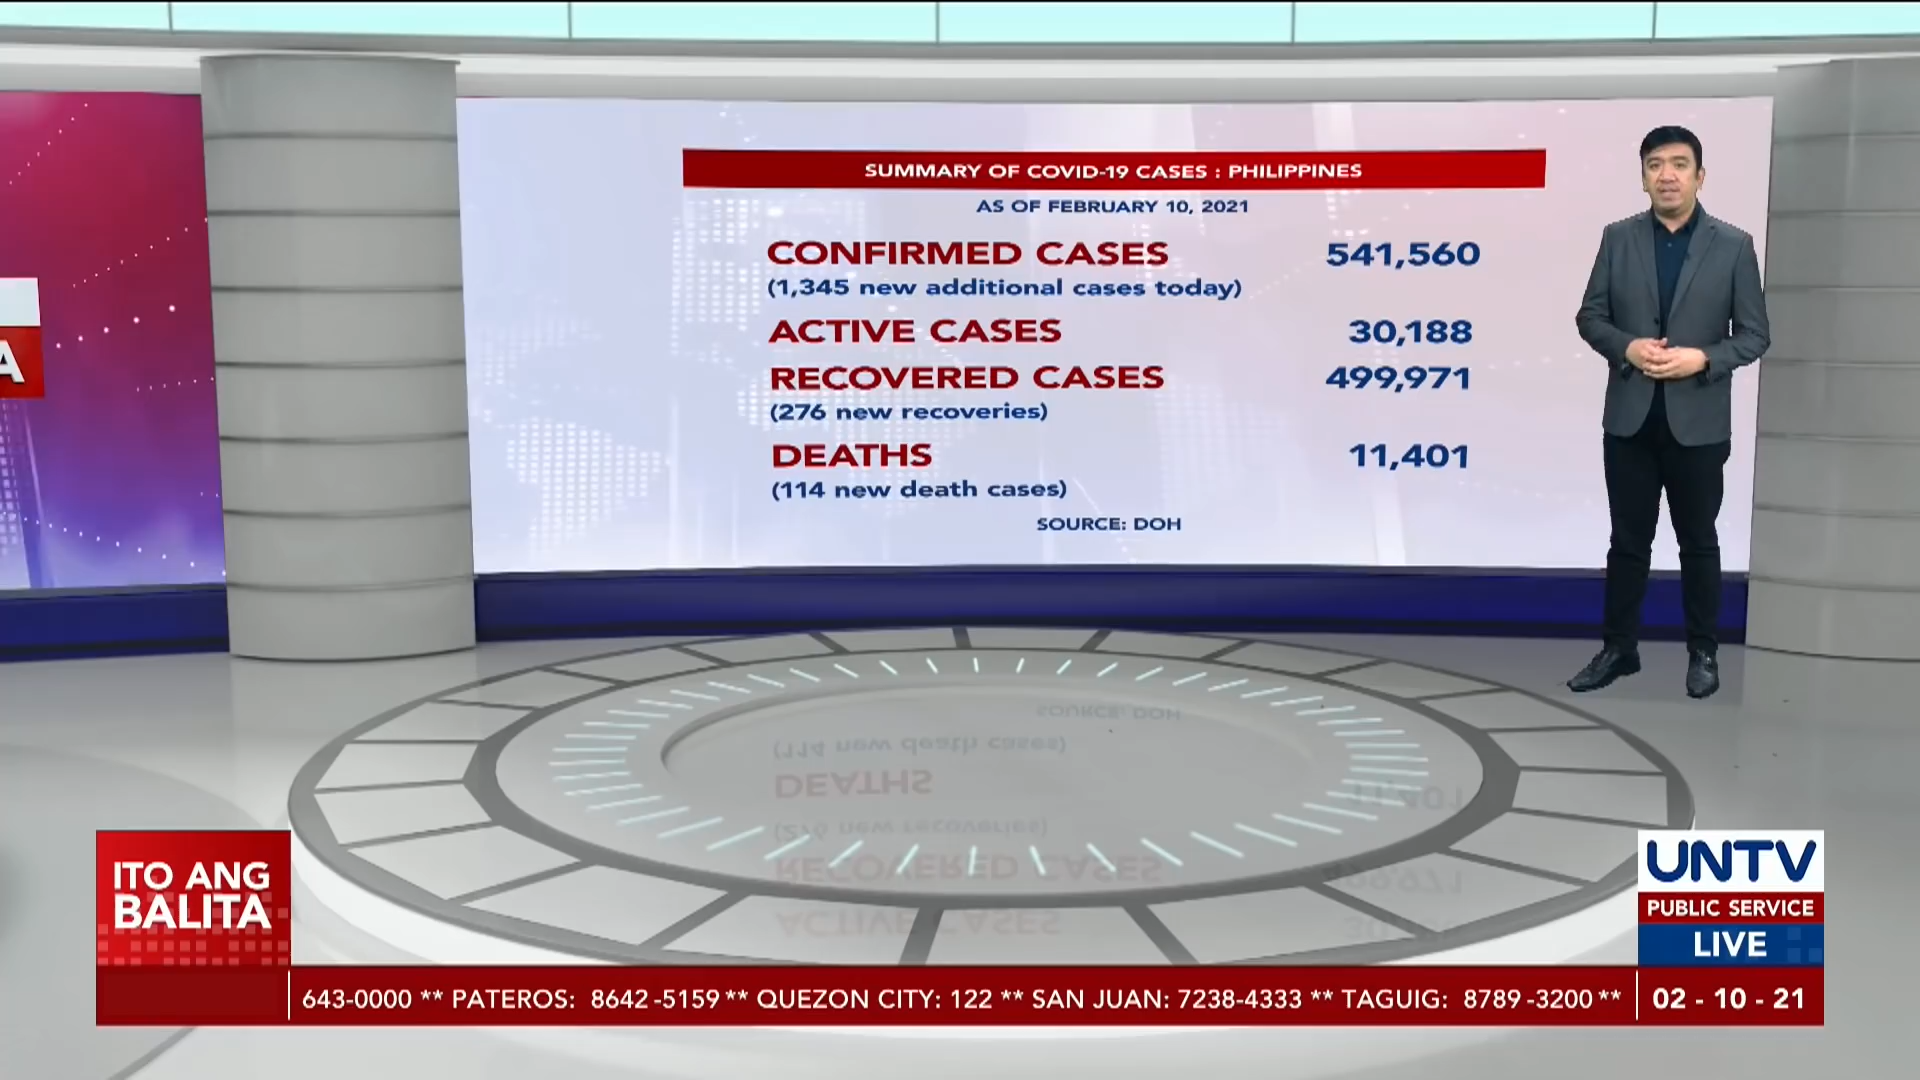 SUMMARY OF COVID-19 CASES : PHILIPPINES
AS OF FEBRUARY 10, 2021
CONFIRMED CASES 541,560
(1,345 new additional cases today)
ACTIVE CASES 30,188
RECOVERED CASES 499,971
(276 new recoveries)
DEATHS 11,401
(114 new death cases)
SOURCE: DOH
A
ITO ANG
BALITA
UNTV
PUBLIC SERVICE
LIVE
643-0000 ** PATEROS: 8642-5159 ** QUEZON CITY: 122 ** SAN JUAN: 7238-4333 ** TAGUIG: 8789-3200 **
02 - 10 - 21